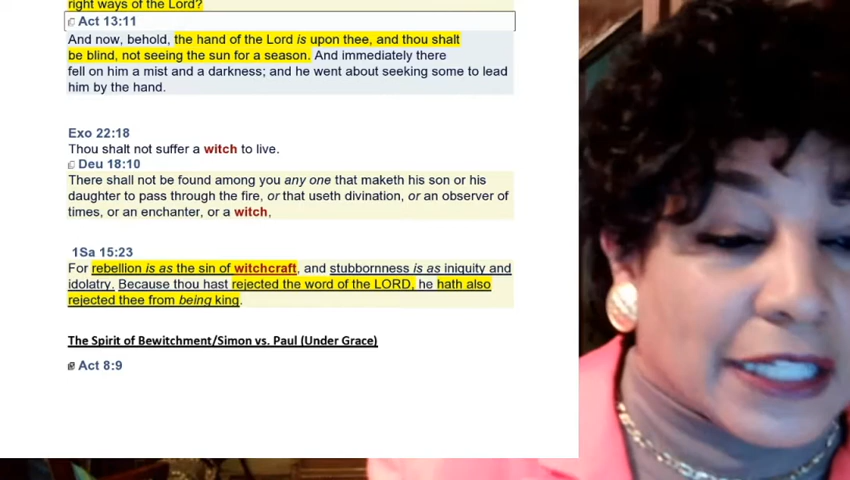 right ways of the Lord?
Act 13:11
And now, behold, the hand of the Lord is upon thee, and thou shalt
be blind, not seeing the sun for a season. And immediately there
fell on him a mist and a darkness; and he went about seeking some to lead
him by the hand.
Exo 22:18
Thou shalt not suffer a witch to live.
Deu 18:10
There shall not be found among you any one that maketh his son or his
daughter to pass through the fire, or that useth divination, or an observer of
times, or an enchanter, or a witch,
1Sa 15:23
For rebellion is as the sin of witchcraft, and stubbornness is as iniquity and
idolatry. Because thou hast rejected the word of the LORD, he hath also
rejected thee from being king.
The Spirit of Bewitchment/Simon vs. Paul (Under Grace)
Act 8:9